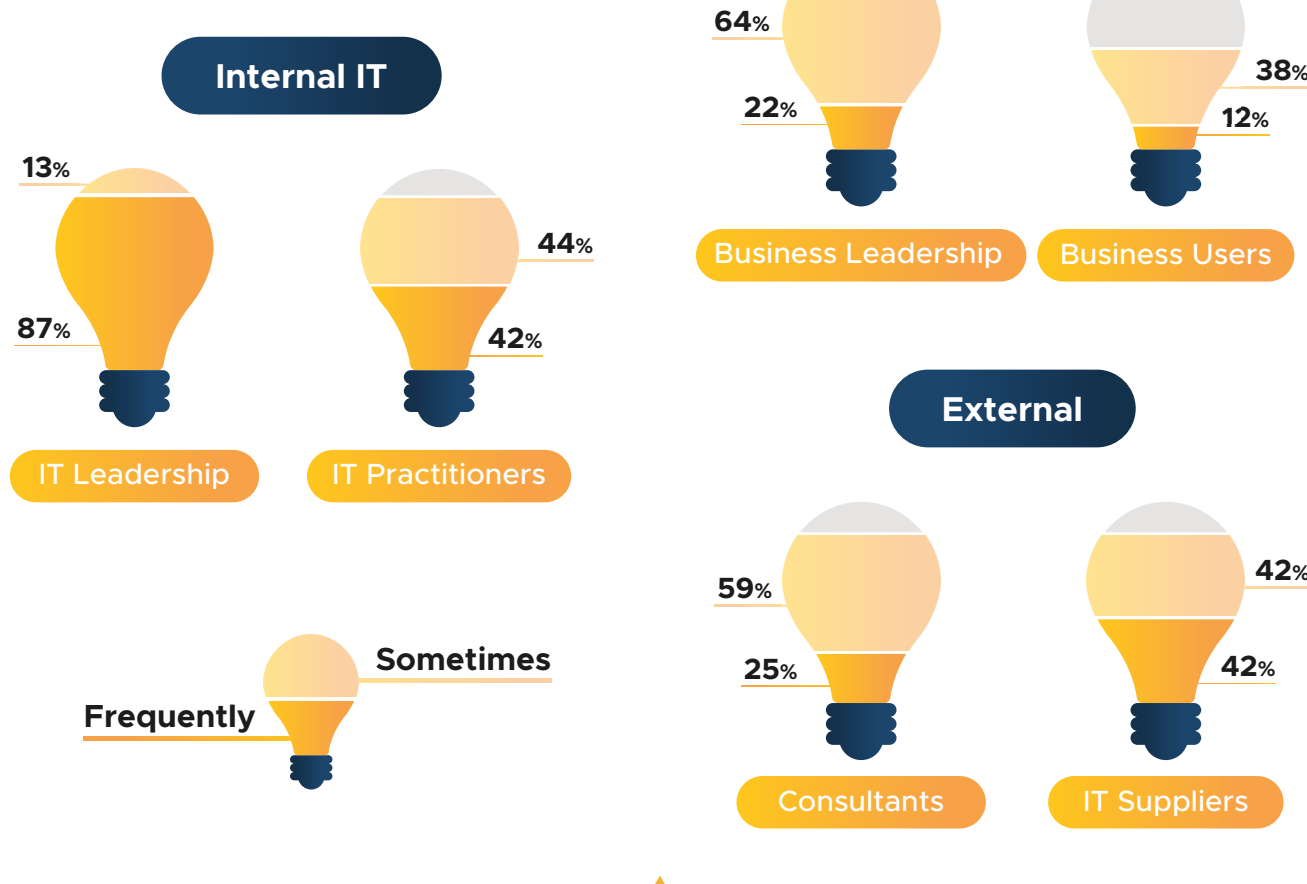 Internal IT
13%
87%
IT Leadership
44%
42%
IT Practitioners
Sometimes
Frequently
64%
22%
Business Leadership
38%
12%
Business Users
External
59%
25%
Consultants
42%
42%
IT Suppliers